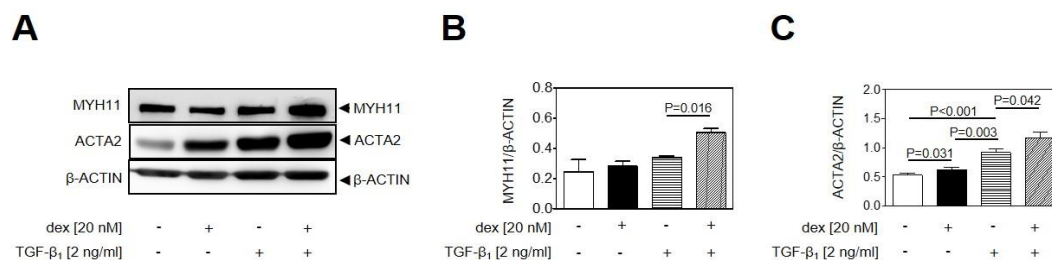 A
B
C
MYH11
MYH11
ACTA2
ACTA2
β-ACTIN
β-ACTIN
dex [20 nM] - + - +
TGF-β₁ [2 ng/ml] - - + +
MYH11/β-ACTIN
0.8
0.6
0.4
0.2
0.0
P=0.016
- + - +
- - + +
ACTA2/β-ACTIN
2.0
1.5
1.0
0.5
0.0
P=0.042
P<0.001
P=0.003
P=0.031
- + - +
- - + +
dex [20 nM]
TGF-β₁ [2 ng/ml]
dex [20 nM]
TGF-β₁ [2 ng/ml]